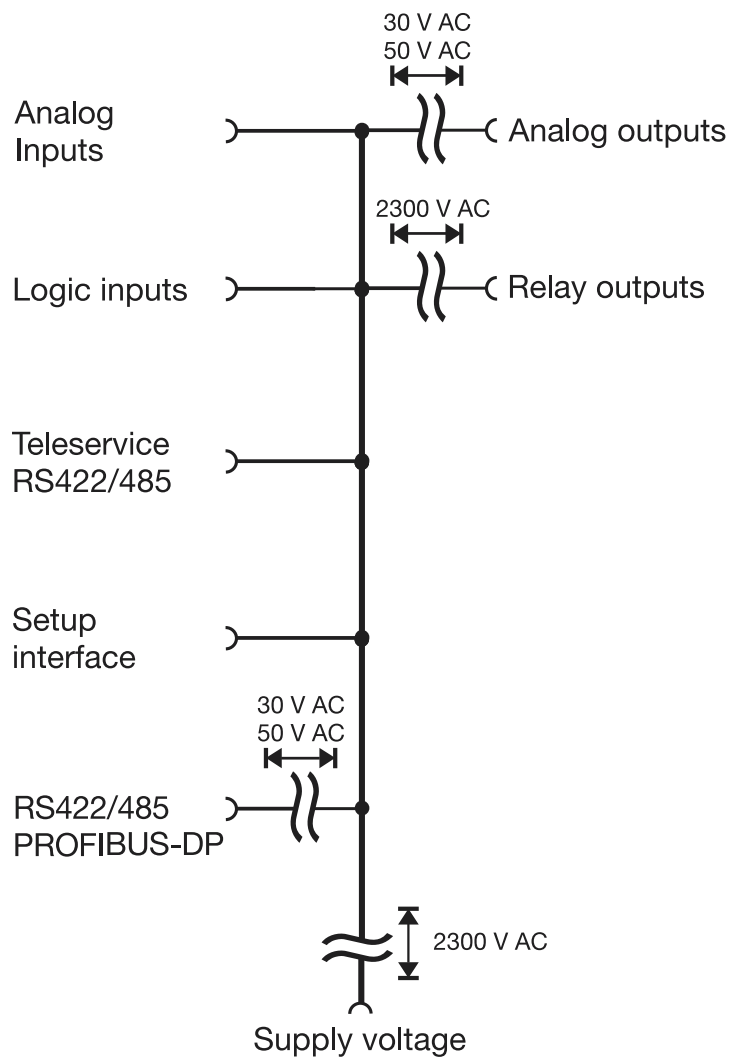 30 V AC
50 V AC
Analog
Inputs
Analog outputs
2300 V AC
Logic inputs
Relay outputs
Teleservice
RS422/485
Setup
interface
30 V AC
50 V AC
RS422/485
PROFIBUS-DP
2300 V AC
Supply voltage